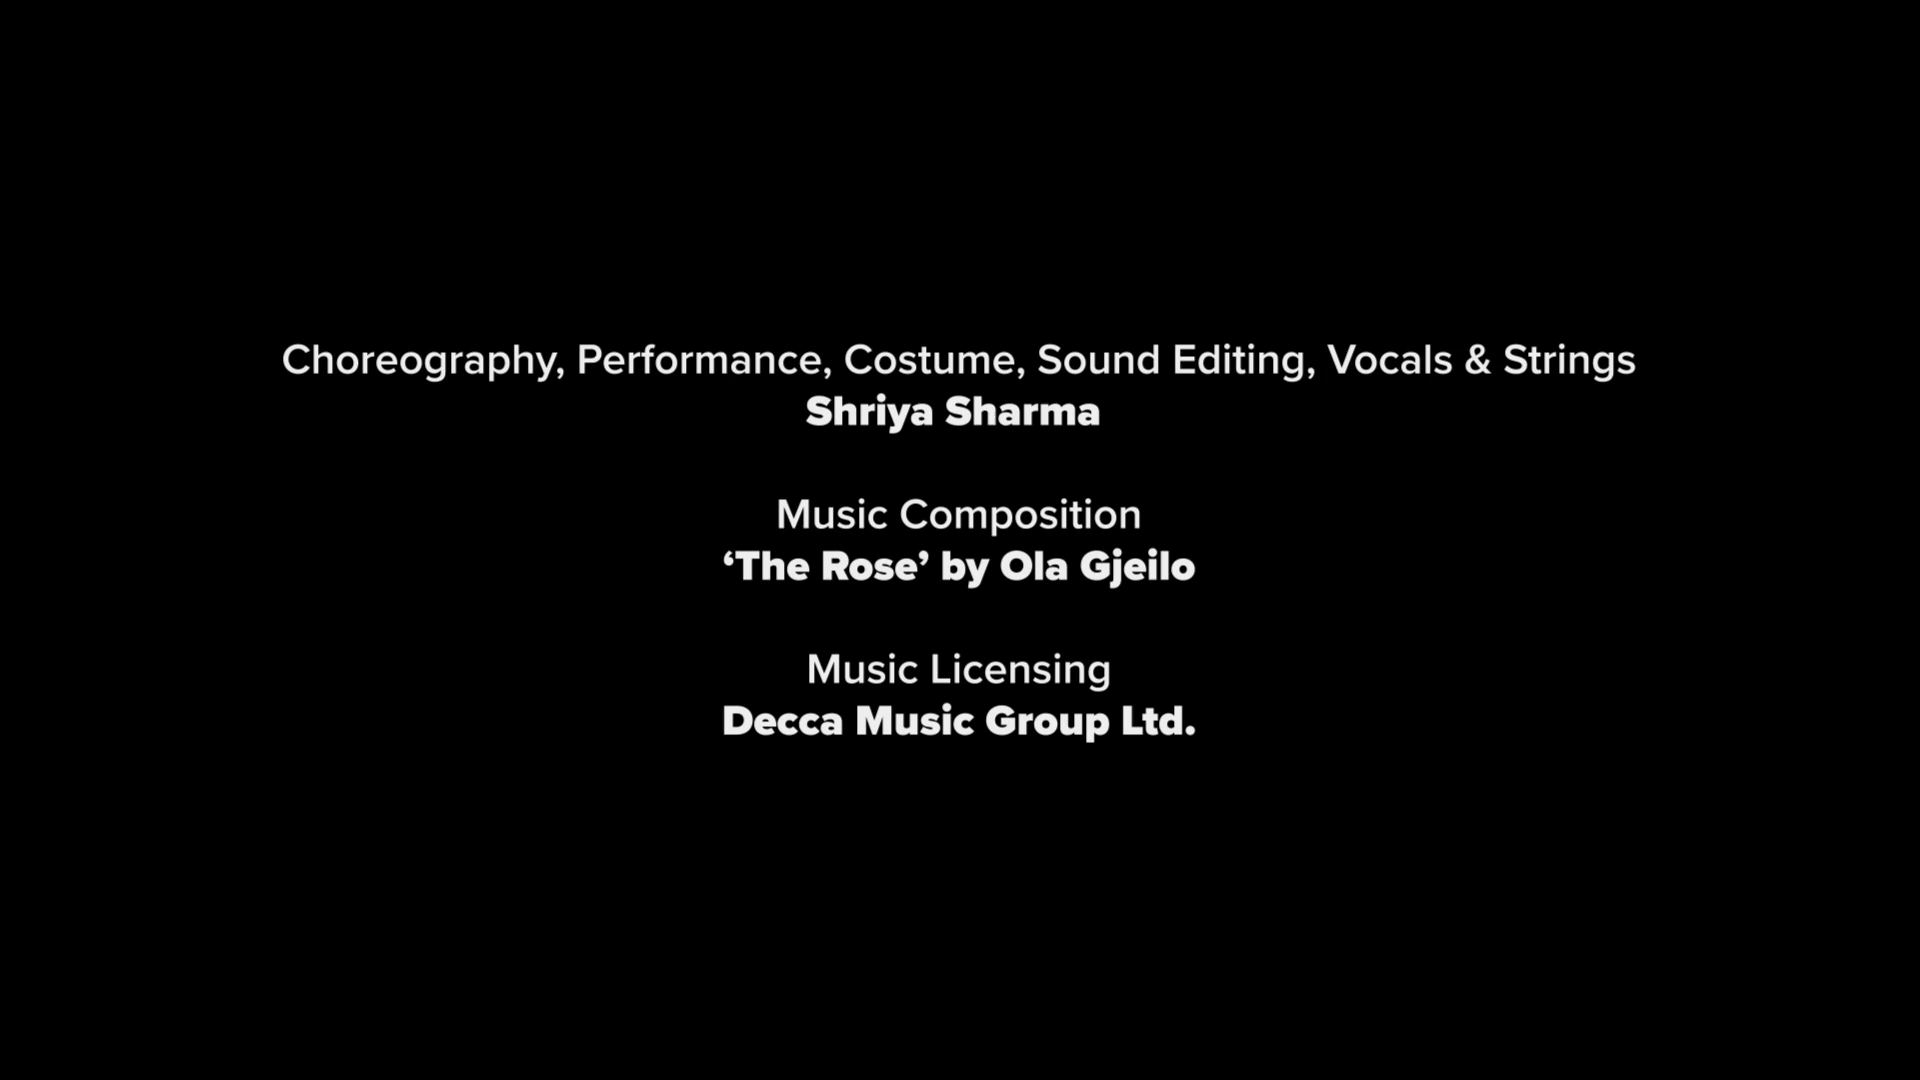 Choreography, Performance, Costume, Sound Editing, Vocals & Strings
Shriya Sharma
Music Composition
‘The Rose’ by Ola Gjeilo
Music Licensing
Decca Music Group Ltd.